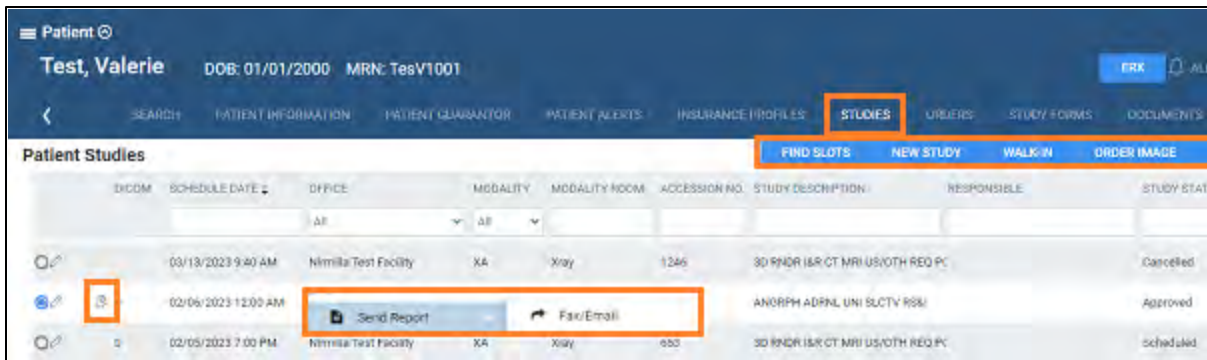 Patient
Test, Valerie DOB: 01/01/2000 MRN: TesV1001 ERX
SEARCH PATIENT INFORMATION PATIENT GUARANTOR PATIENT ALERTS INSURANCE PROFILES STUDIES ORDERS STUDY FORMS DOCUMENTS
Patient Studies FIND SLOTS NEW STUDY WALK-IN ORDER IMAGE
DICOM SCHEDULE DATE OFFICE MODALITY MODALITY ROOM ACCESSION NO. STUDY DESCRIPTION RESPONSIBLE STUDY STAT
All All
03/13/2023 9:40 AM Nirmilla Test Facility XA Xray 1246 3D RNDR I&R CT MRI US/OTH REQ PC Cancelled
02/06/2023 12:00 AM ANGRPH ADRNL UNI SLCTV RS&I Approved
Send Report Fax/Email
02/05/2023 7:00 PM Nirmilla Test Facility XA Xray 3D RNDR I&R CT MRI US/OTH REQ PC Scheduled